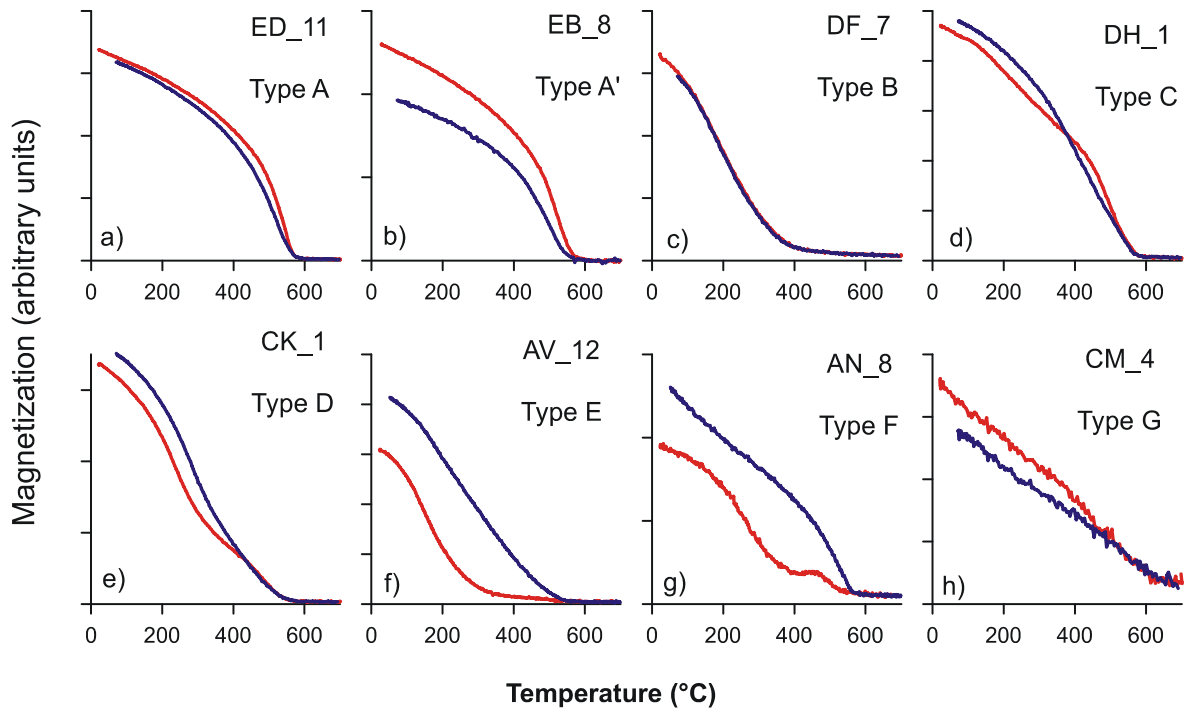 Magnetization (arbitrary units)
ED_11
Type A
a)
0 200 400 600
EB_8
Type A'
b)
0 200 400 600
DF_7
Type B
c)
0 200 400 600
DH_1
Type C
d)
0 200 400 600
CK_1
Type D
e)
0 200 400 600
AV_12
Type E
f)
0 200 400 600
AN_8
Type F
g)
0 200 400 600
CM_4
Type G
h)
0 200 400 600
Temperature (°C)